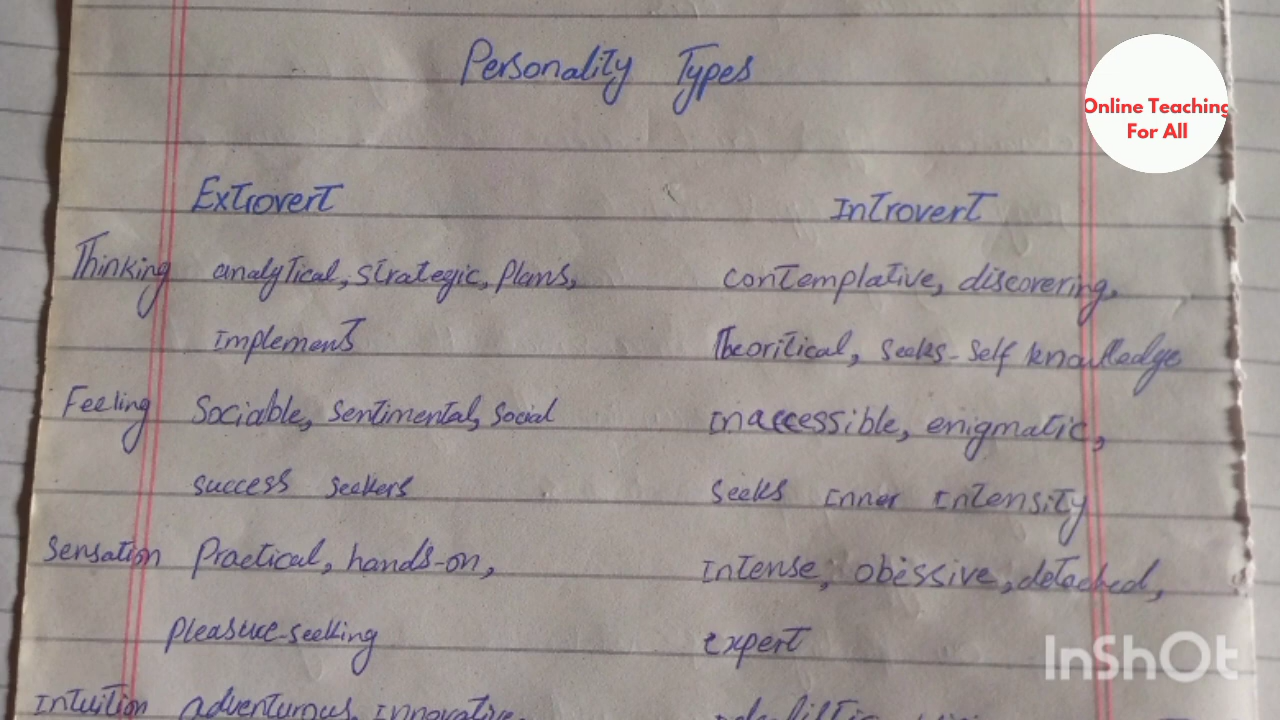 Personality Types
Online Teaching
For All
Extrovert Introvert
Thinking analytical, strategic, plans, contemplative, discovering,
implement theoritical, seeks-self knowledge
Feeling Sociable, sentimental, social inaccessible, enigmatic,
success seekers seeks inner intensity
Sensation Practical, hands-on, intense, obessive, detached,
pleasure-seeking expert
Intuition adventurous, innovative,
InShOt